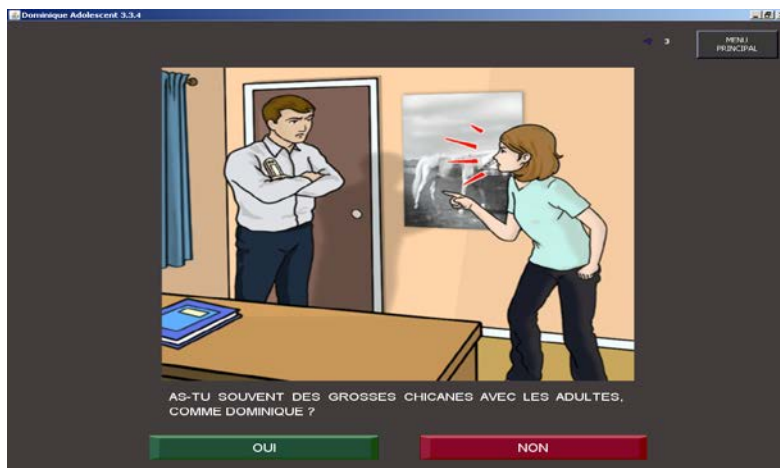 Dominique Adolescent 3.3.4
3
MENU
PRINCIPAL
AS-TU SOUVENT DES GROSSES CHICANES AVEC LES ADULTES,
COMME DOMINIQUE ?
OUI
NON